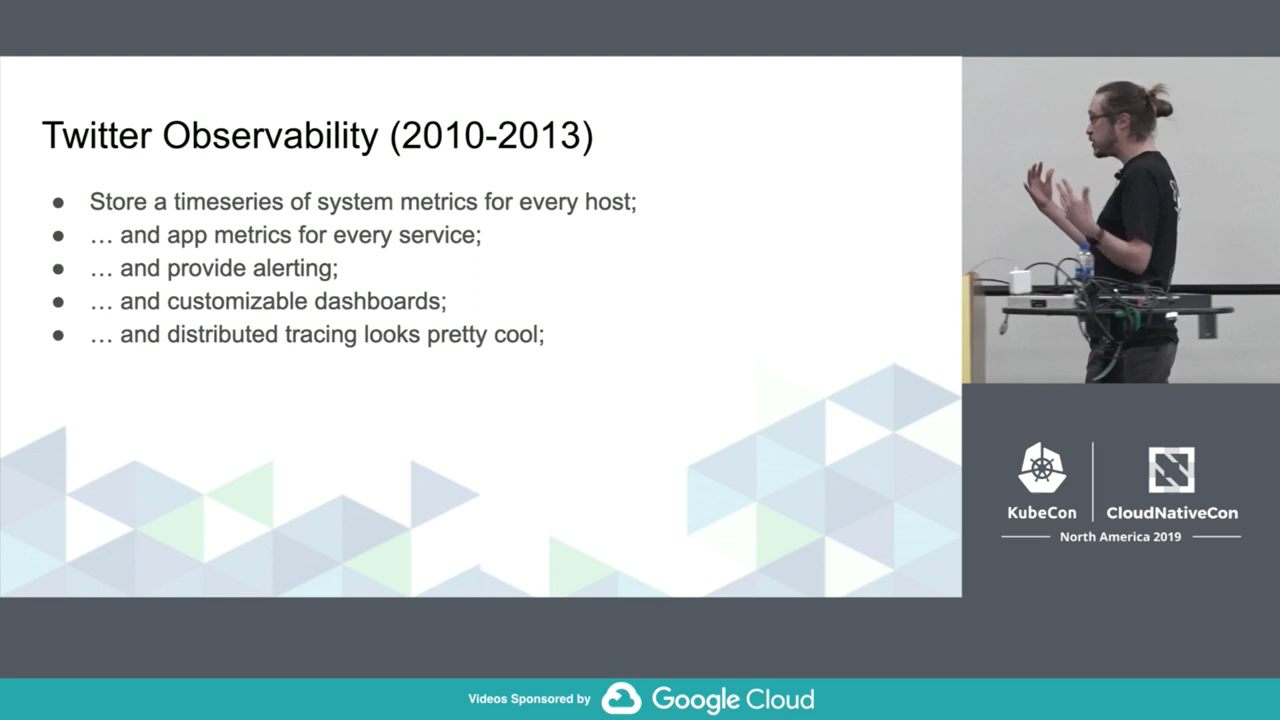 Twitter Observability (2010-2013)
● Store a timeseries of system metrics for every host;
● … and app metrics for every service;
● … and provide alerting;
● … and customizable dashboards;
● … and distributed tracing looks pretty cool;
KubeCon
CloudNativeCon
North America 2019
Videos Sponsored by
Google Cloud